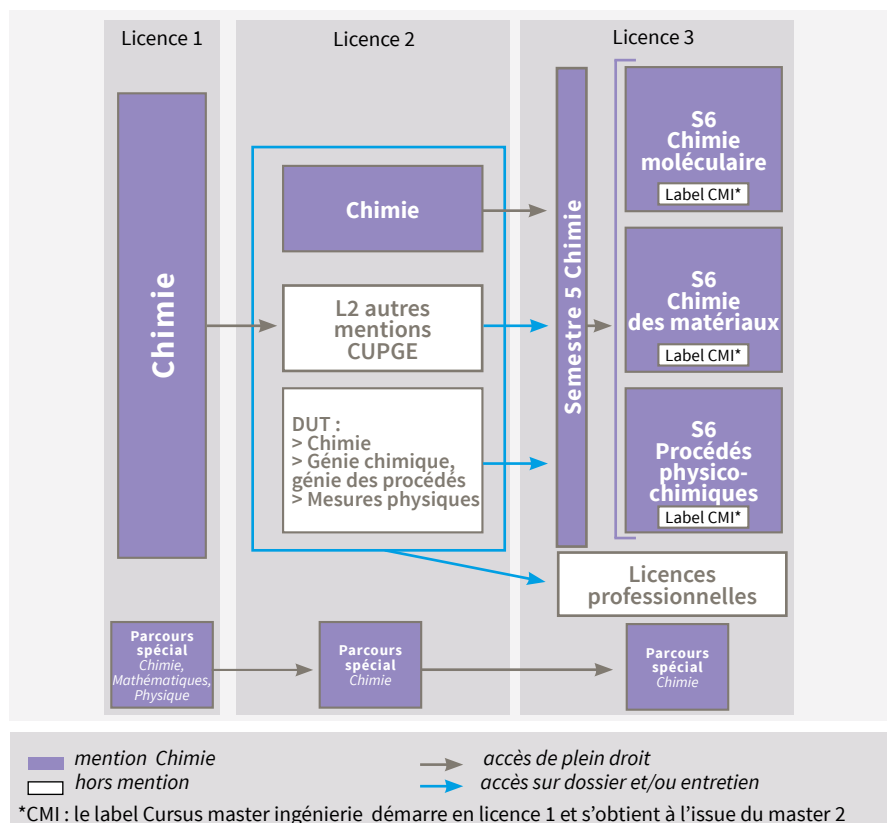 Licence 1
Licence 2
Licence 3
Chimie
Chimie
L2 autres
mentions
CUPGE
DUT :
> Chimie
> Génie chimique,
génie des procédés
> Mesures physiques
Semestre 5 Chimie
S6
Chimie
moléculaire
Label CMI*
S6
Chimie
des matériaux
Label CMI*
S6
Procédés
physico-
chimiques
Label CMI*
Licences
professionnelles
Parcours
spécial
Chimie,
Mathématiques,
Physique
Parcours
spécial
Chimie
Parcours
spécial
Chimie
mention Chimie
hors mention
accès de plein droit
accès sur dossier et/ou entretien
*CMI : le label Cursus master ingénierie démarre en licence 1 et s’obtient à l’issue du master 2